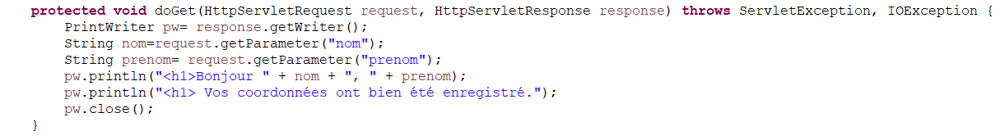 protected void doGet(HttpServletRequest request, HttpServletResponse response) throws ServletException, IOException {
PrintWriter pw= response.getWriter();
String nom=request.getParameter("nom");
String prenom= request.getParameter("prenom");
pw.println("<h1>Bonjour " + nom + ", " + prenom);
pw.println("<h1> Vos coordonnées ont bien été enregistré.");
pw.close();
}